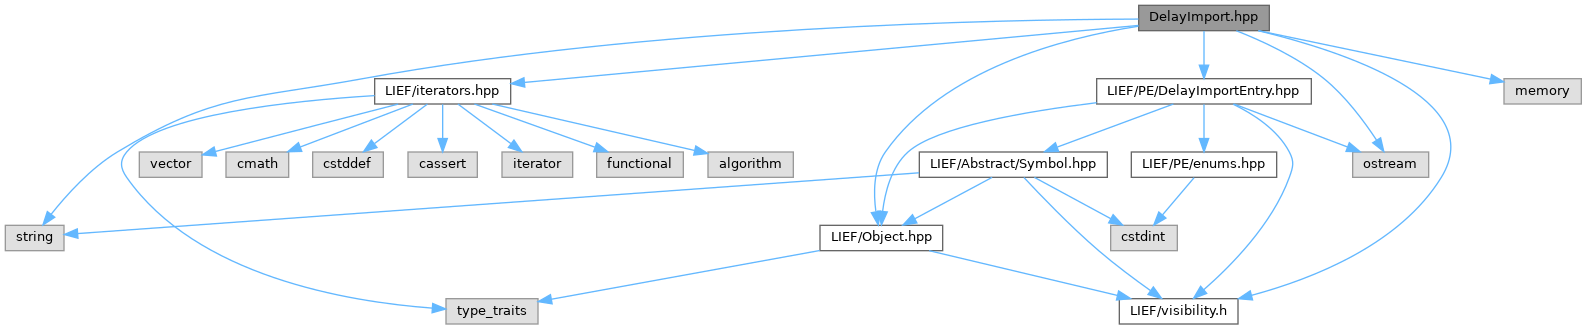 DelayImport.hpp
LIEF/iterators.hpp
LIEF/PE/DelayImportEntry.hpp
memory
vector
cmath
cstddef
cassert
iterator
functional
algorithm
LIEF/Abstract/Symbol.hpp
LIEF/PE/enums.hpp
ostream
string
LIEF/Object.hpp
cstdint
type_traits
LIEF/visibility.h